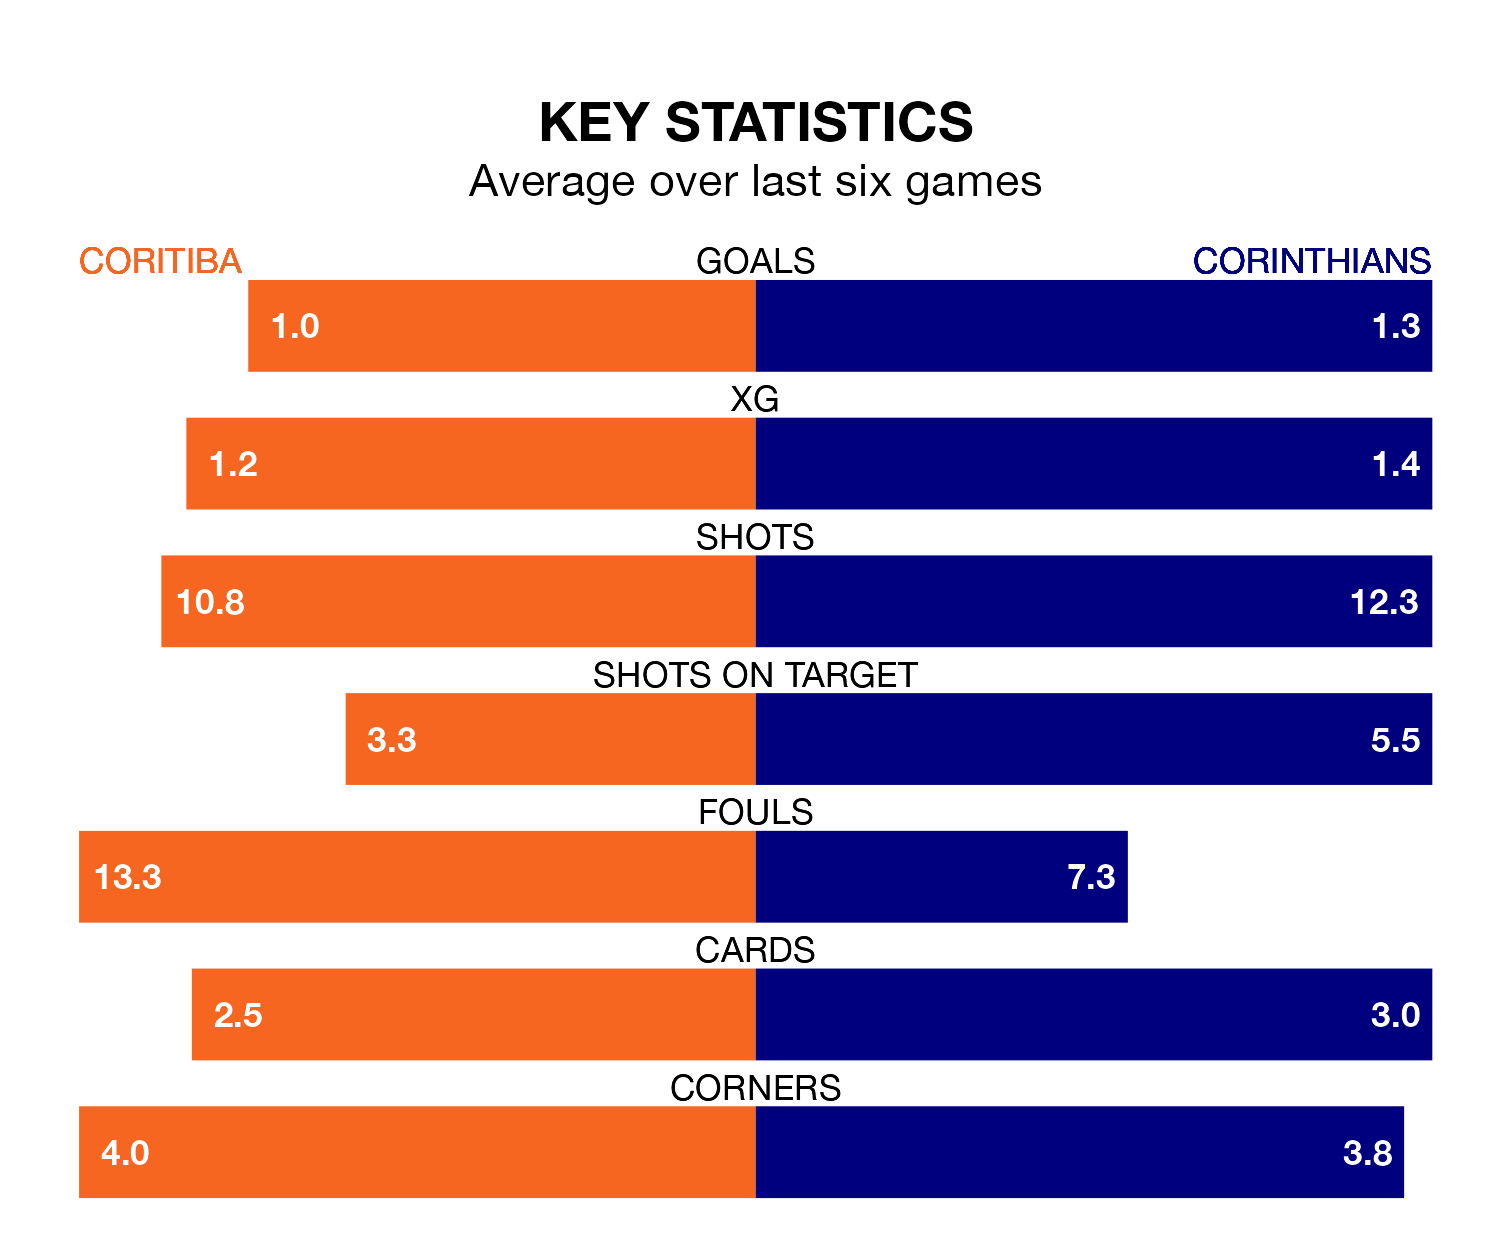 KEY STATISTICS
Average over last six games
CORITIBA GOALS CORINTHIANS
1.0 1.3
XG
1.2 1.4
SHOTS
10.8 12.3
SHOTS ON TARGET
3.3 5.5
FOULS
13.3 7.3
CARDS
2.5 3.0
CORNERS
4.0 3.8